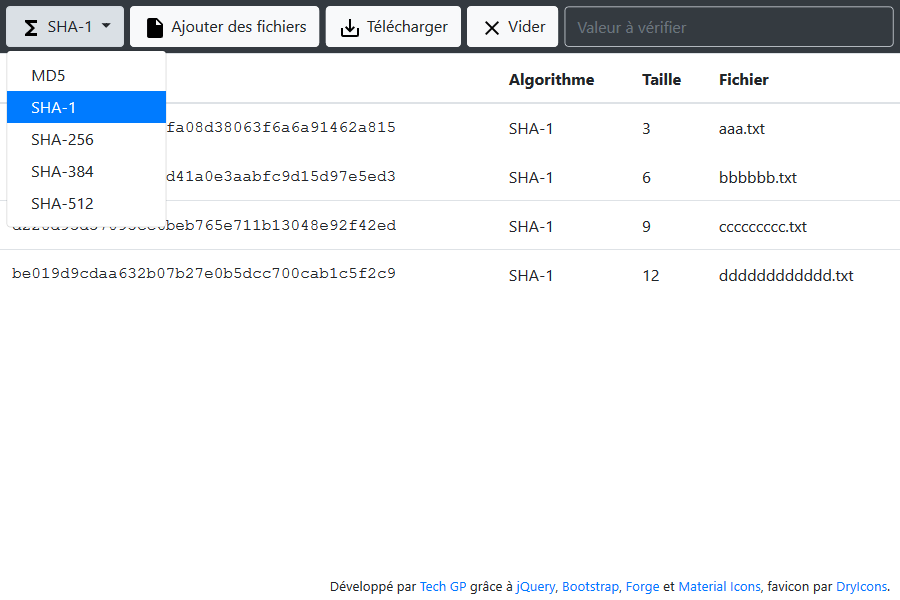 SHA-1 Ajouter des fichiers Télécharger Vider Valeur à vérifier
MD5
SHA-1
SHA-256
SHA-384
SHA-512
Algorithme Taille Fichier
fa08d38063f6a6a91462a815 SHA-1 3 aaa.txt
d41a0e3aabfc9d15d97e5ed3 SHA-1 6 bbbbbb.txt
beb765e711b13048e92f42ed SHA-1 9 ccccccccc.txt
be019d9cdaa632b07b27e0b5dcc700cab1c5f2c9 SHA-1 12 dddddddddddd.txt
Développé par Tech GP grâce à jQuery, Bootstrap, Forge et Material Icons, favicon par DryIcons.